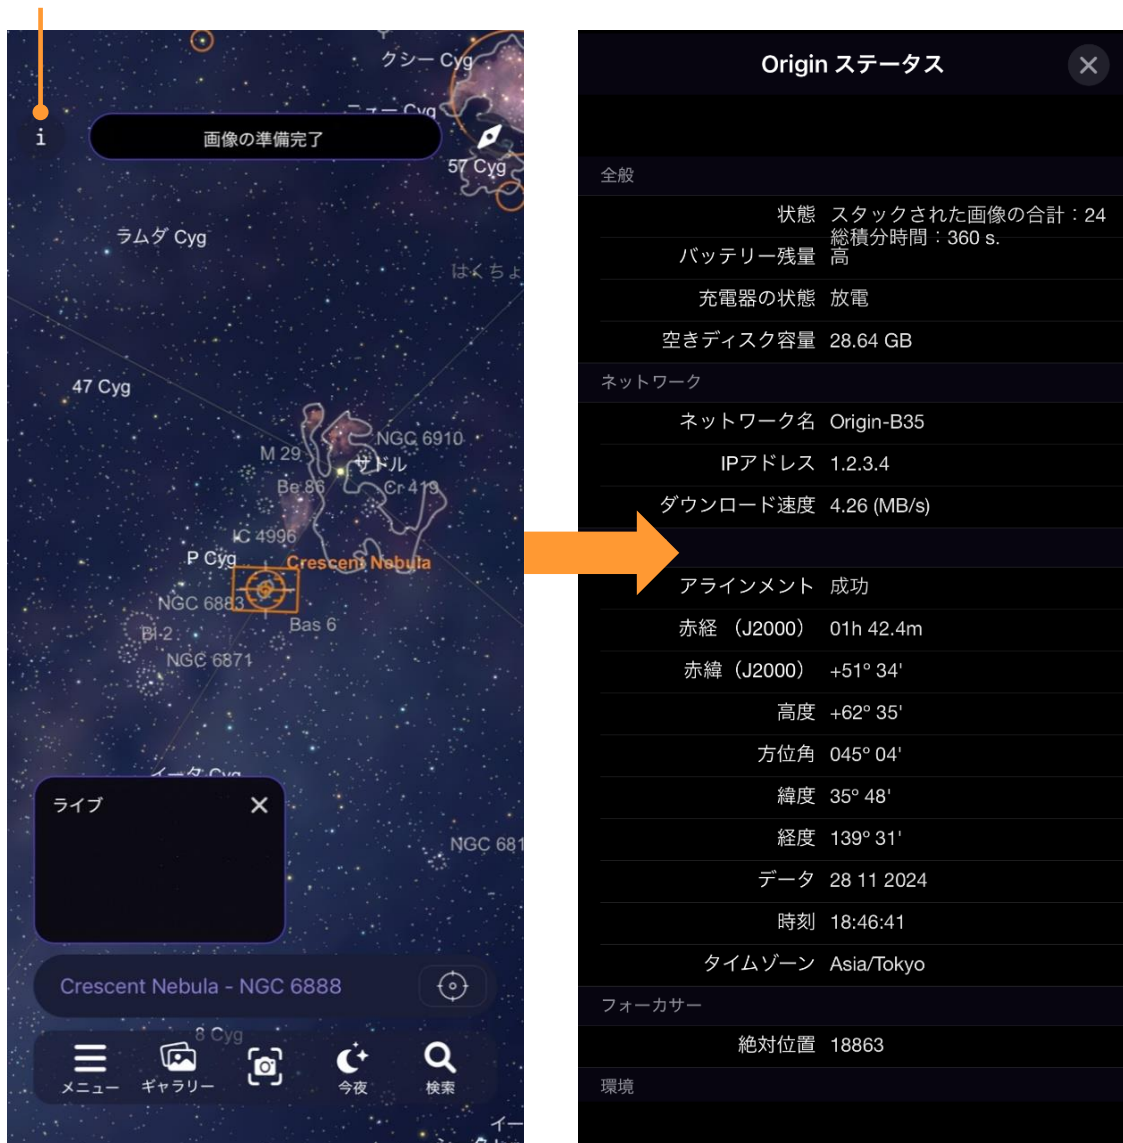 クシー Cyg
ニュー Cyg
i
画像の準備完了
57 Cyg
ラムダ Cyg
はくちょ
47 Cyg
NGC 6910
M 29
サドル
Be 86
Cr 419
IC 4996
P Cyg
Crescent Nebula
NGC 6883
Bas 6
Bi 2
NGC 6871
イータ Cyg
ライブ
NGC 681
Crescent Nebula - NGC 6888
8 Cyg
メニュー
ギャラリー
今夜
検索
イー
Origin ステータス
全般
状態 スタックされた画像の合計：24
総積分時間：360 s.
バッテリー残量 高
充電器の状態 放電
空きディスク容量 28.64 GB
ネットワーク
ネットワーク名 Origin-B35
IPアドレス 1.2.3.4
ダウンロード速度 4.26 (MB/s)
アラインメント 成功
赤経 （J2000） 01h 42.4m
赤緯（J2000） +51° 34'
高度 +62° 35'
方位角 045° 04'
緯度 35° 48'
経度 139° 31'
データ 28 11 2024
時刻 18:46:41
タイムゾーン Asia/Tokyo
フォーカサー
絶対位置 18863
環境